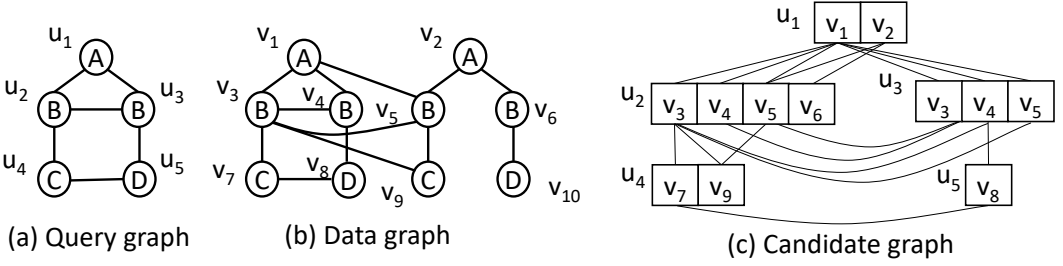 u1
A
u2
B
B
u3
u4
C
D
u5
(a) Query graph
v1
A
v2
A
v3
B
v4
B
v5
B
B
v6
v7
C
v8
D
v9
C
D
v10
(b) Data graph
u1
v1 v2
u2
v3 v4 v5 v6
u3
v3 v4 v5
u4
v7 v9
u5
v8
(c) Candidate graph